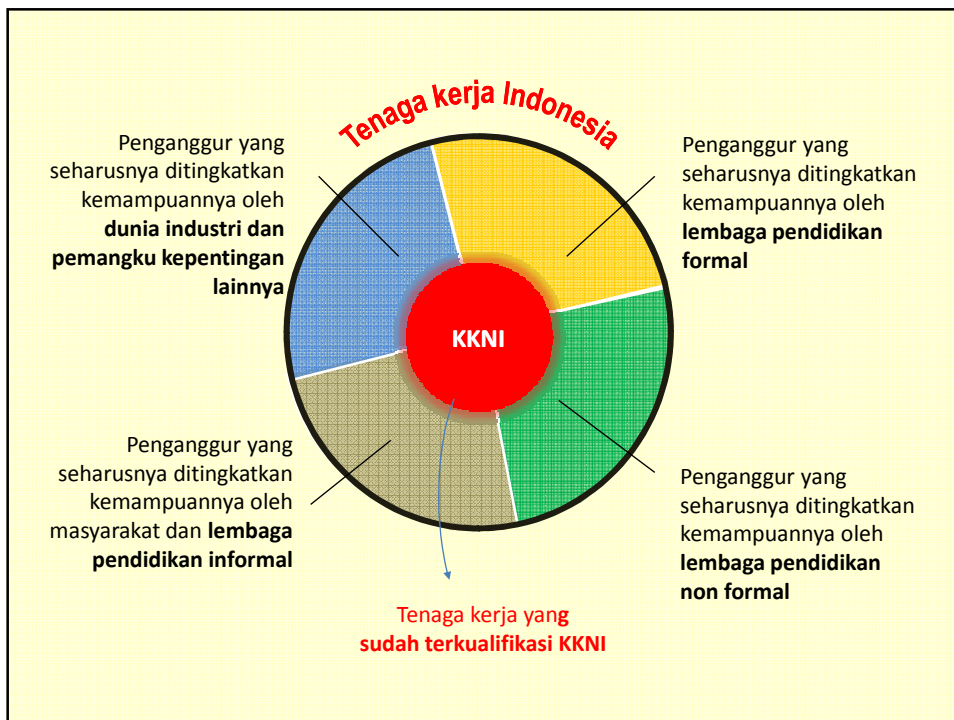 Tenaga kerja Indonesia
Penganggur yang
seharusnya ditingkatkan
kemampuannya oleh
dunia industri dan
pemangku kepentingan
lainnya
Penganggur yang
seharusnya ditingkatkan
kemampuannya oleh
lembaga pendidikan
formal
KKNI
Penganggur yang
seharusnya ditingkatkan
kemampuannya oleh
masyarakat dan lembaga
pendidikan informal
Penganggur yang
seharusnya ditingkatkan
kemampuannya oleh
lembaga pendidikan
non formal
Tenaga kerja yang
sudah terkualifikasi KKNI